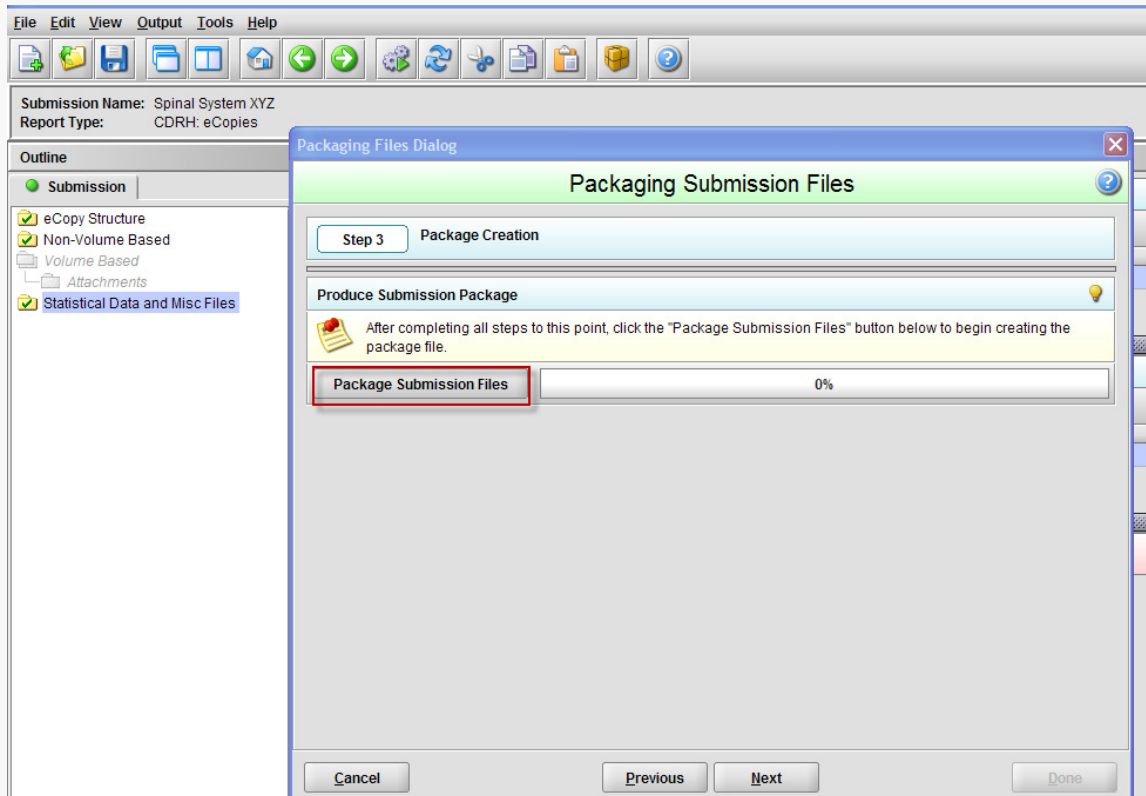 File Edit View Output Tools Help
Submission Name: Spinal System XYZ
Report Type: CDRH: eCopies
Outline
Submission
eCopy Structure
Non-Volume Based
Volume Based
Attachments
Statistical Data and Misc Files
Packaging Files Dialog
Packaging Submission Files
Step 3 Package Creation
Produce Submission Package
After completing all steps to this point, click the "Package Submission Files" button below to begin creating the
package file.
Package Submission Files 0%
Cancel Previous Next Done